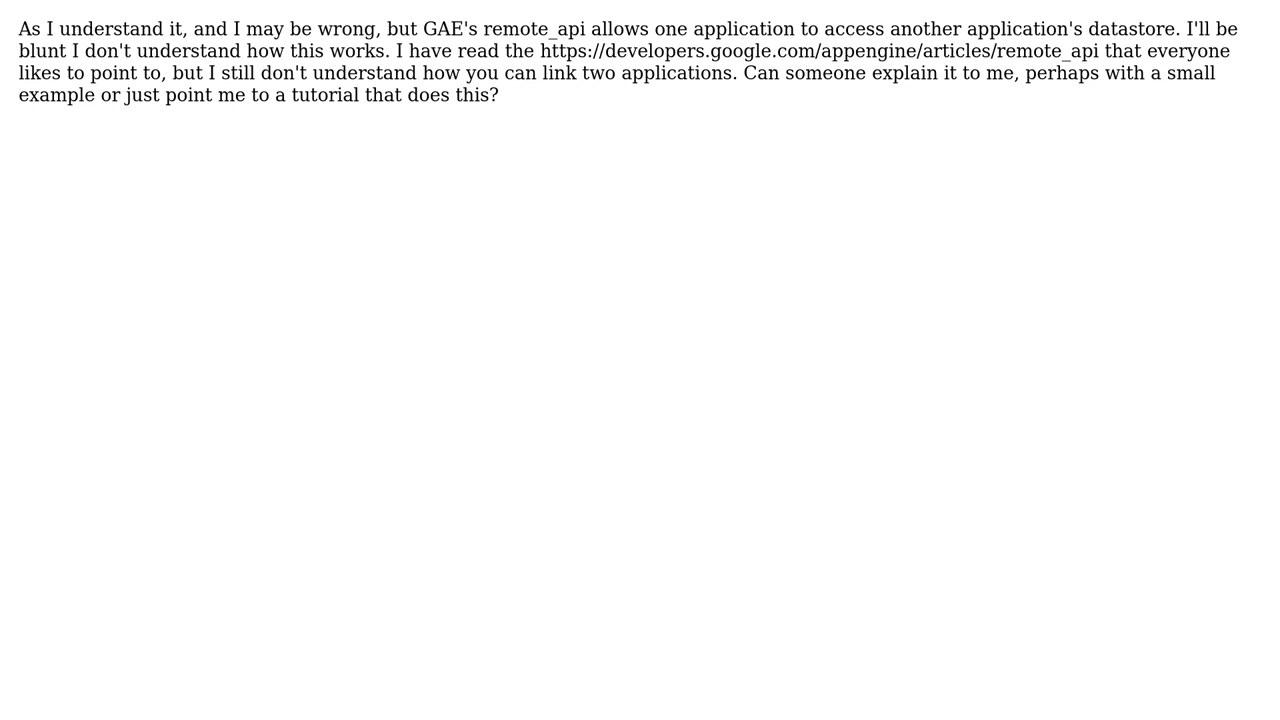 As I understand it, and I may be wrong, but GAE's remote_api allows one application to access another application's datastore. I'll be
blunt I don't understand how this works. I have read the https://developers.google.com/appengine/articles/remote_api that everyone
likes to point to, but I still don't understand how you can link two applications. Can someone explain it to me, perhaps with a small
example or just point me to a tutorial that does this?